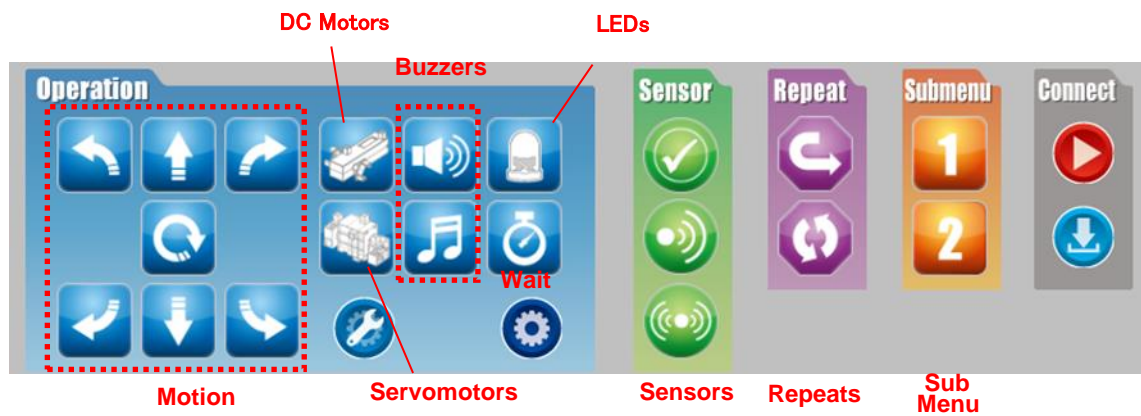 DC Motors
LEDs
Buzzers
Operation
Sensor
Repeat
Submenu
Connect
1
2
Wait
Motion
Servomotors
Sensors
Repeats
Sub
Menu